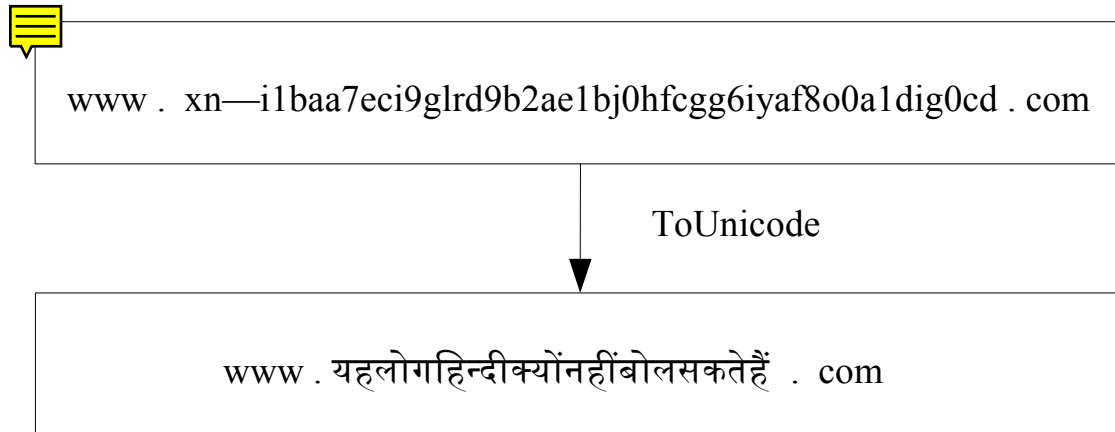 www . xn—i1baa7eci9glrd9b2ae1bj0hfcgg6iyaf8o0a1dig0cd . com
ToUnicode
www . यहलोगहिन्दीक्योंनहींबोलसकतेहैं . com